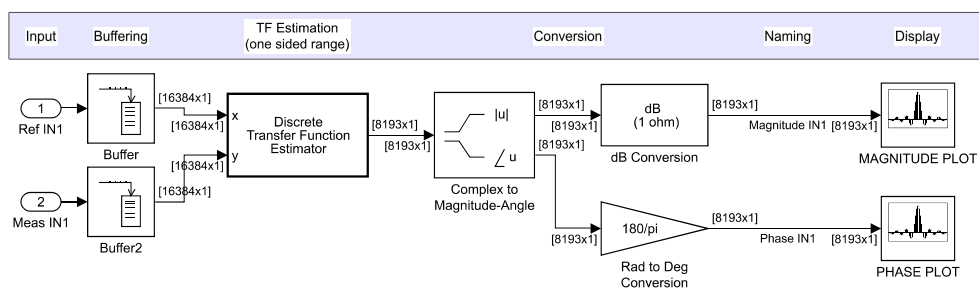 Input
Buffering
TF Estimation
(one sided range)
Conversion
Naming
Display
1
Ref IN1
Buffer
[16384x1]
[16384x1]
2
Meas IN1
Buffer2
[16384x1]
[16384x1]
x
y
Discrete
Transfer Function
Estimator
[8193x1]
[8193x1]
|u|
∠ u
Complex to
Magnitude-Angle
[8193x1]
[8193x1]
[8193x1]
[8193x1]
dB
(1 ohm)
dB Conversion
[8193x1]
Magnitude IN1
[8193x1]
MAGNITUDE PLOT
180/pi
Rad to Deg
Conversion
[8193x1]
Phase IN1
[8193x1]
PHASE PLOT